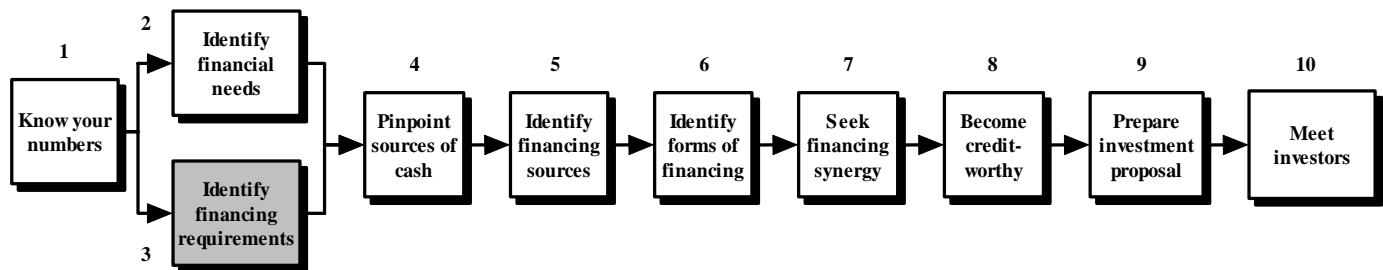 1
Know your
numbers
2
Identify
financial
needs
3
Identify
financing
requirements
4
Pinpoint
sources of
cash
5
Identify
financing
sources
6
Identify
forms of
financing
7
Seek
financing
synergy
8
Become
credit-
worthy
9
Prepare
investment
proposal
10
Meet
investors